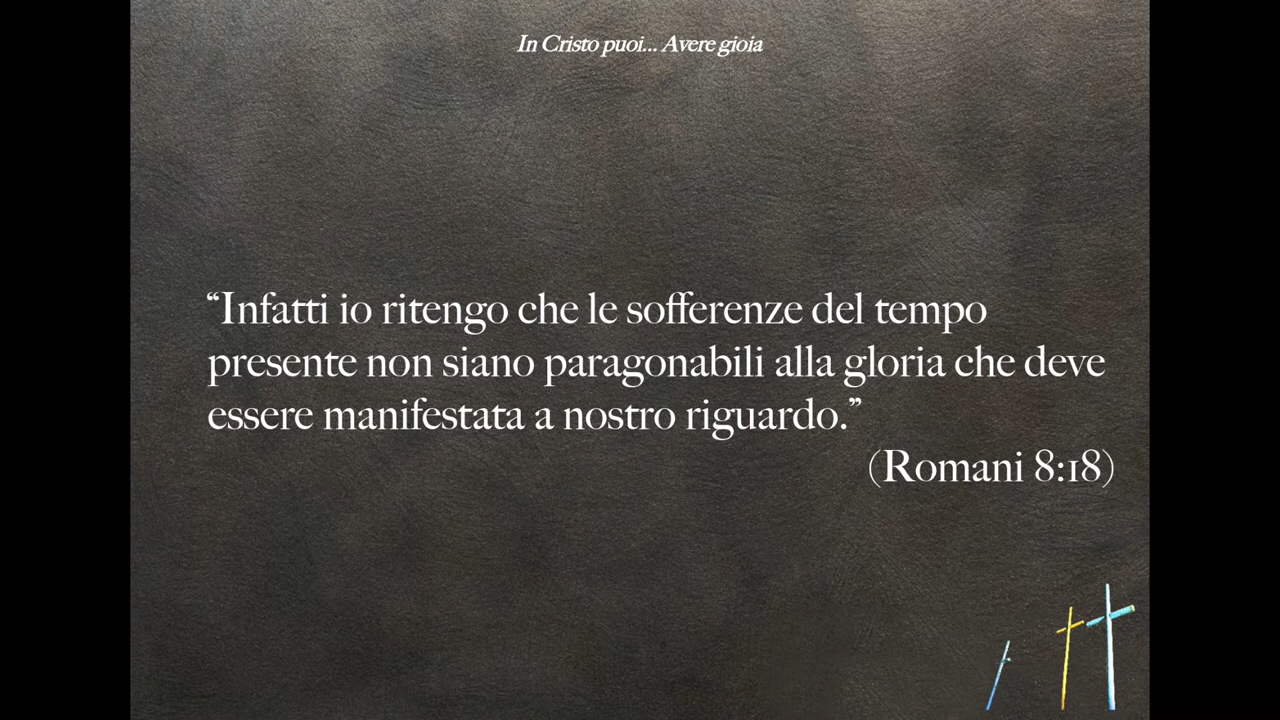 In Cristo puoi... Avere gioia
“Infatti io ritengo che le sofferenze del tempo
presente non siano paragonabili alla gloria che deve
essere manifestata a nostro riguardo.”
(Romani 8:18)